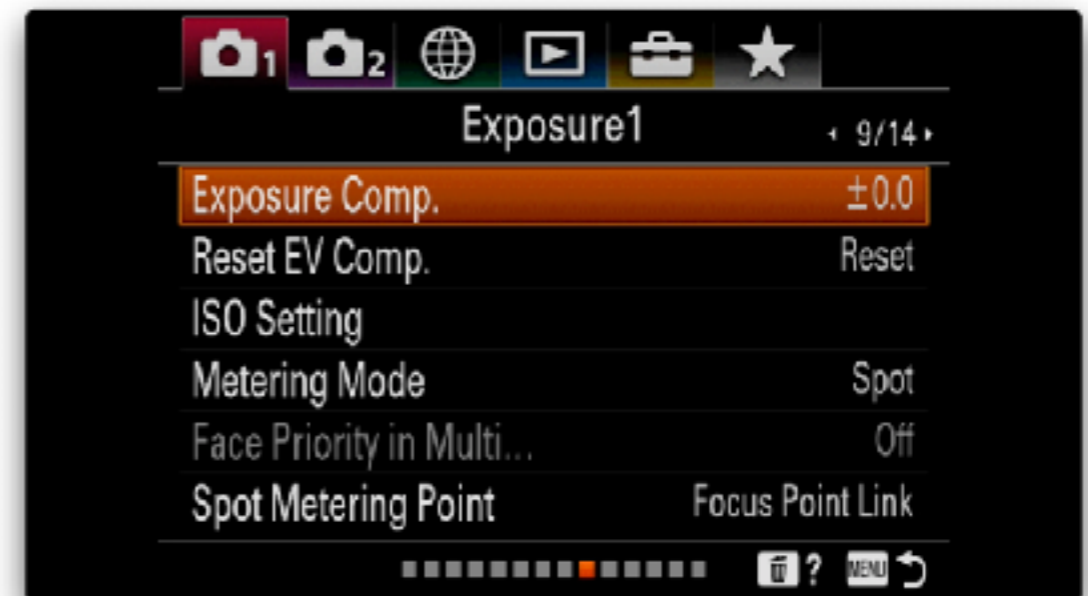 1 2
Exposure1 9/14
Exposure Comp. ±0.0
Reset EV Comp. Reset
ISO Setting
Metering Mode Spot
Face Priority in Multi... Off
Spot Metering Point Focus Point Link
? MENU